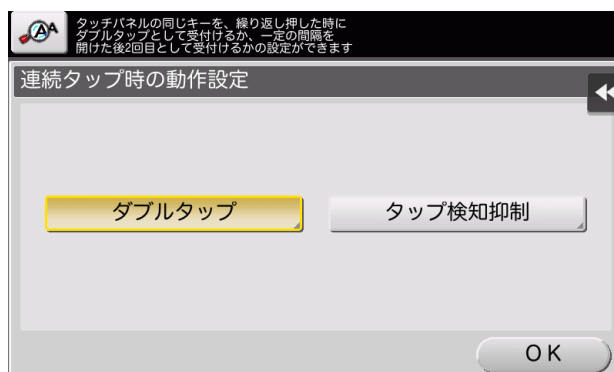 タッチパネルの同じキーを、繰り返し押した時に
ダブルタップとして受付けるか、一定の間隔を
開けた後2回目として受付けるかの設定ができます
連続タップ時の動作設定
ダブルタップ
タップ検知抑制
OK